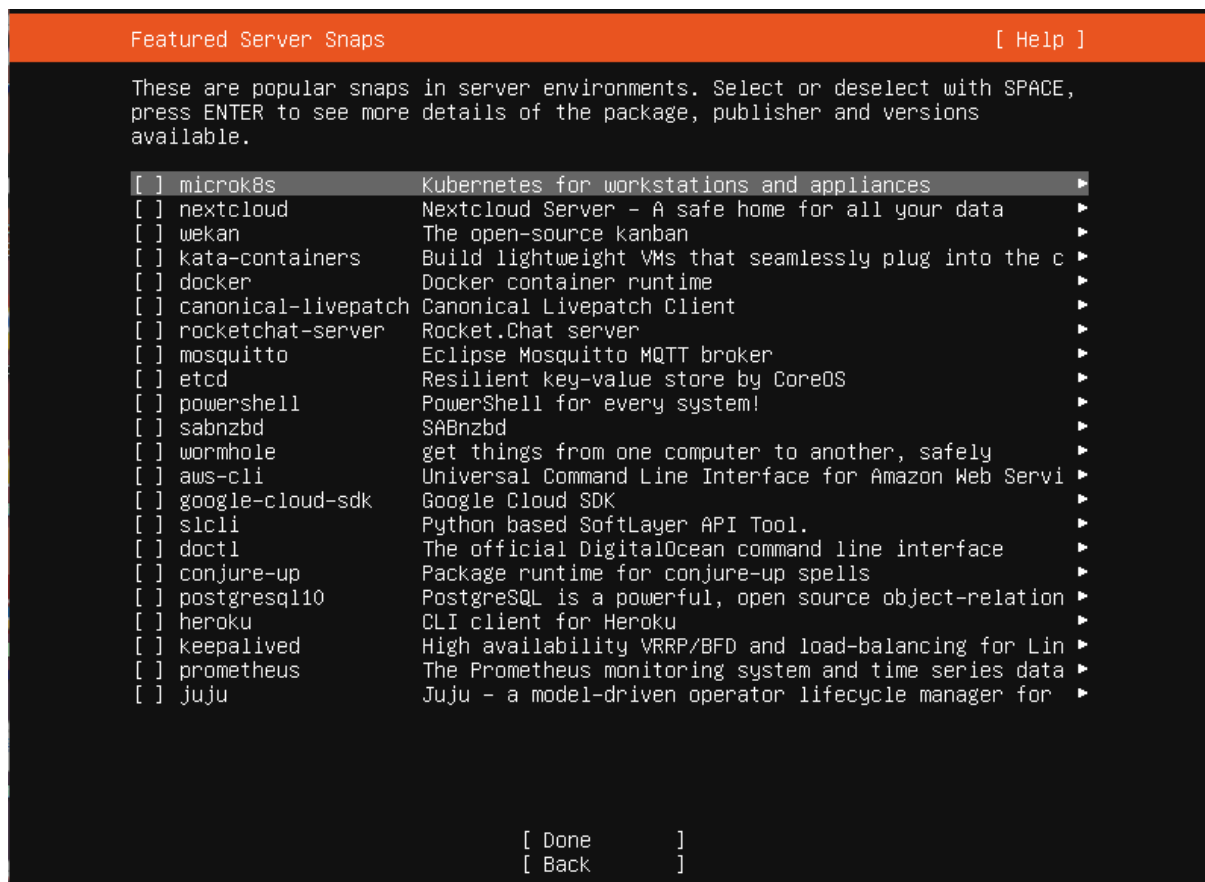 Featured Server Snaps [ Help ]
These are popular snaps in server environments. Select or deselect with SPACE,
press ENTER to see more details of the package, publisher and versions
available.
[ ] microk8s Kubernetes for workstations and appliances ▸
[ ] nextcloud Nextcloud Server – A safe home for all your data ▸
[ ] wekan The open-source kanban ▸
[ ] kata-containers Build lightweight VMs that seamlessly plug into the c ▸
[ ] docker Docker container runtime ▸
[ ] canonical-livepatch Canonical Livepatch Client ▸
[ ] rocketchat-server Rocket.Chat server ▸
[ ] mosquitto Eclipse Mosquitto MQTT broker ▸
[ ] etcd Resilient key-value store by CoreOS ▸
[ ] powershell PowerShell for every system! ▸
[ ] sabnzbd SABnzbd ▸
[ ] wormhole get things from one computer to another, safely ▸
[ ] aws-cli Universal Command Line Interface for Amazon Web Servi ▸
[ ] google-cloud-sdk Google Cloud SDK ▸
[ ] slcli Python based SoftLayer API Tool. ▸
[ ] doctl The official DigitalOcean command line interface ▸
[ ] conjure-up Package runtime for conjure-up spells ▸
[ ] postgresql10 PostgreSQL is a powerful, open source object-relation ▸
[ ] heroku CLI client for Heroku ▸
[ ] keepalived High availability VRRP/BFD and load-balancing for Lin ▸
[ ] prometheus The Prometheus monitoring system and time series data ▸
[ ] juju Juju – a model-driven operator lifecycle manager for ▸
[ Done ]
[ Back ]